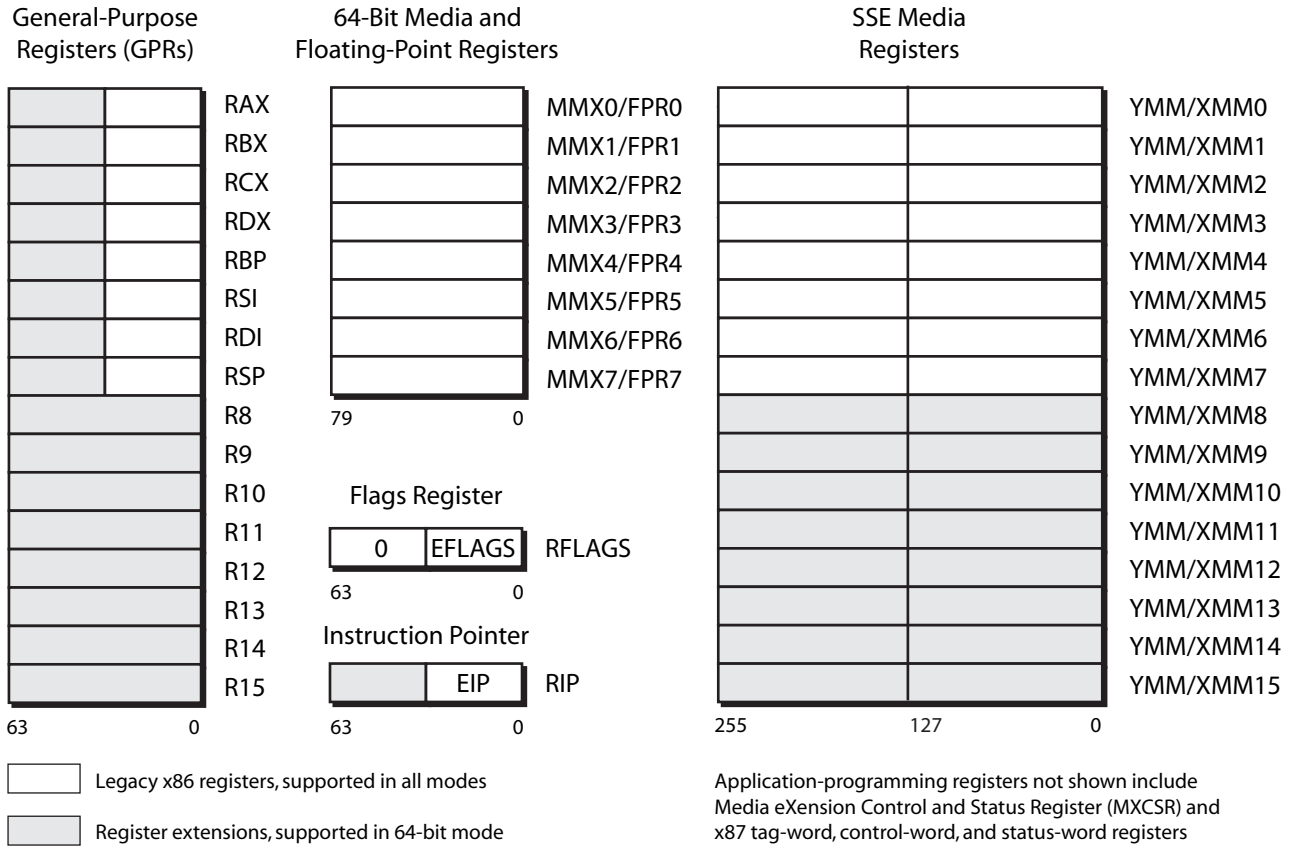 General-Purpose
Registers (GPRs)
RAX
RBX
RCX
RDX
RBP
RSI
RDI
RSP
R8
R9
R10
R11
R12
R13
R14
R15
63 0
64-Bit Media and
Floating-Point Registers
MMX0/FPR0
MMX1/FPR1
MMX2/FPR2
MMX3/FPR3
MMX4/FPR4
MMX5/FPR5
MMX6/FPR6
MMX7/FPR7
79 0
Flags Register
0 EFLAGS RFLAGS
63 0
Instruction Pointer
EIP RIP
63 0
SSE Media
Registers
YMM/XMM0
YMM/XMM1
YMM/XMM2
YMM/XMM3
YMM/XMM4
YMM/XMM5
YMM/XMM6
YMM/XMM7
YMM/XMM8
YMM/XMM9
YMM/XMM10
YMM/XMM11
YMM/XMM12
YMM/XMM13
YMM/XMM14
YMM/XMM15
255 127 0
Legacy x86 registers, supported in all modes
Register extensions, supported in 64-bit mode
Application-programming registers not shown include
Media eXension Control and Status Register (MXCSR) and
x87 tag-word, control-word, and status-word registers